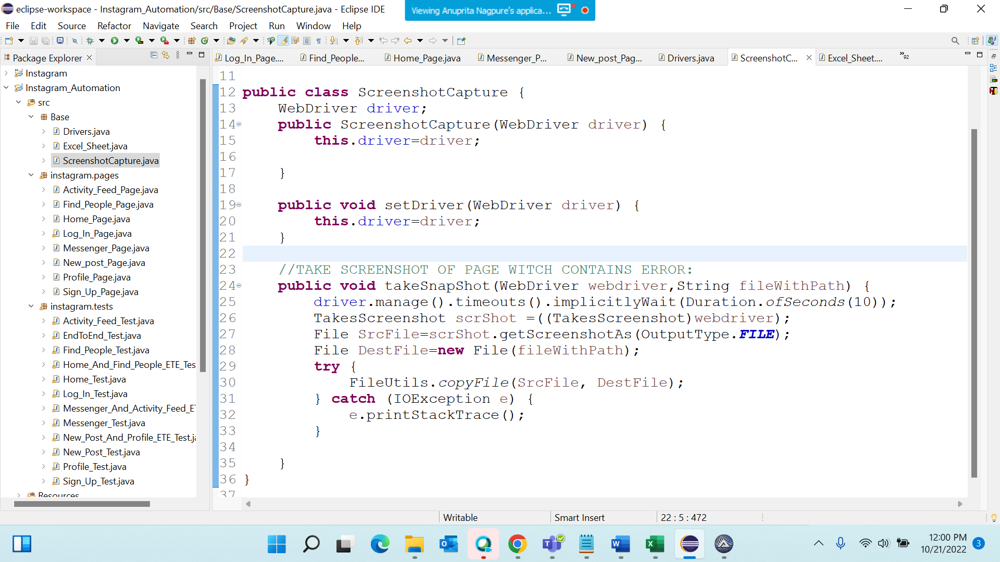 eclipse-workspace - Instagram_Automation/src/Base/ScreenshotCapture.java - Eclipse IDE
Viewing Anuprita Nagpure's applica...
File Edit Source Refactor Navigate Search Project Run Window Help
Package Explorer
Log_In_Page.... Find_People... Home_Page.java Messenger_P... New_post_Pag... Drivers.java ScreenshotC... Excel_Sheet.... »92
Instagram
Instagram_Automation
src
Base
Drivers.java
Excel_Sheet.java
ScreenshotCapture.java
instagram.pages
Activity_Feed_Page.java
Find_People_Page.java
Home_Page.java
Log_In_Page.java
Messenger_Page.java
New_post_Page.java
Profile_Page.java
Sign_Up_Page.java
instagram.tests
Activity_Feed_Test.java
EndToEnd_Test.java
Find_People_Test.java
Home_And_Find_People_ETE_Tes
Home_Test.java
Log_In_Test.java
Messenger_And_Activity_Feed_E
Messenger_Test.java
New_Post_And_Profile_ETE_Test.ja
New_Post_Test.java
Profile_Test.java
Sign_Up_Test.java
Resources
11
12 public class ScreenshotCapture {
13 WebDriver driver;
14 public ScreenshotCapture(WebDriver driver) {
15 this.driver=driver;
16
17 }
18
19 public void setDriver(WebDriver driver) {
20 this.driver=driver;
21 }
22
23 //TAKE SCREENSHOT OF PAGE WITCH CONTAINS ERROR:
24 public void takeSnapShot(WebDriver webdriver,String fileWithPath) {
25 driver.manage().timeouts().implicitlyWait(Duration.ofSeconds(10));
26 TakesScreenshot scrShot =((TakesScreenshot)webdriver);
27 File SrcFile=scrShot.getScreenshotAs(OutputType.FILE);
28 File DestFile=new File(fileWithPath);
29 try {
30 FileUtils.copyFile(SrcFile, DestFile);
31 } catch (IOException e) {
32 e.printStackTrace();
33 }
34
35 }
36 }
37
Writable Smart Insert 22 : 5 : 472
12:00 PM
10/21/2022
3